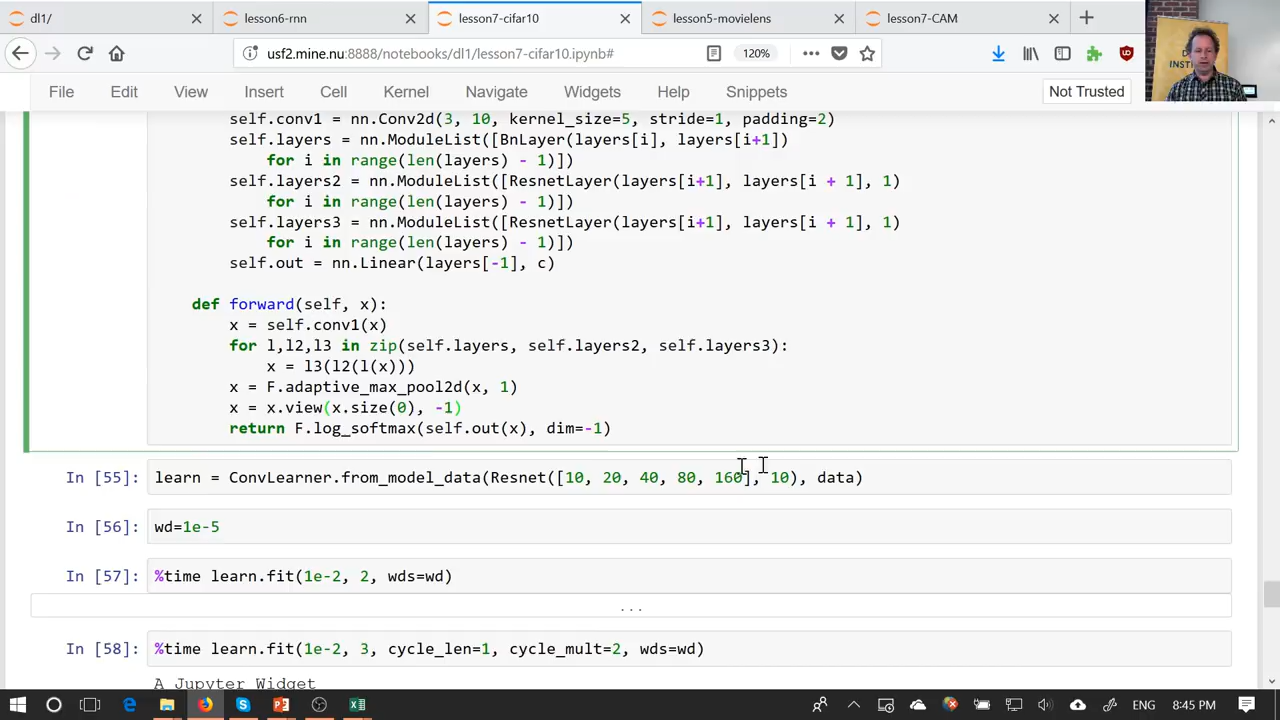 dl1/
lesson6-rnn
lesson7-cifar10
lesson5-movielens
lesson7-CAM
usf2.mine.nu:8888/notebooks/dl1/lesson7-cifar10.ipynb#
120%
File Edit View Insert Cell Kernel Navigate Widgets Help Snippets
Not Trusted
self.conv1 = nn.Conv2d(3, 10, kernel_size=5, stride=1, padding=2)
self.layers = nn.ModuleList([BnLayer(layers[i], layers[i+1])
for i in range(len(layers) - 1)])
self.layers2 = nn.ModuleList([ResnetLayer(layers[i+1], layers[i + 1], 1)
for i in range(len(layers) - 1)])
self.layers3 = nn.ModuleList([ResnetLayer(layers[i+1], layers[i + 1], 1)
for i in range(len(layers) - 1)])
self.out = nn.Linear(layers[-1], c)
def forward(self, x):
x = self.conv1(x)
for l,l2,l3 in zip(self.layers, self.layers2, self.layers3):
x = l3(l2(l(x)))
x = F.adaptive_max_pool2d(x, 1)
x = x.view(x.size(0), -1)
return F.log_softmax(self.out(x), dim=-1)
In [55]: learn = ConvLearner.from_model_data(Resnet([10, 20, 40, 80, 160], 10), data)
In [56]: wd=1e-5
In [57]: %time learn.fit(1e-2, 2, wds=wd)
...
In [58]: %time learn.fit(1e-2, 3, cycle_len=1, cycle_mult=2, wds=wd)
A Jupyter Widget
ENG
8:45 PM